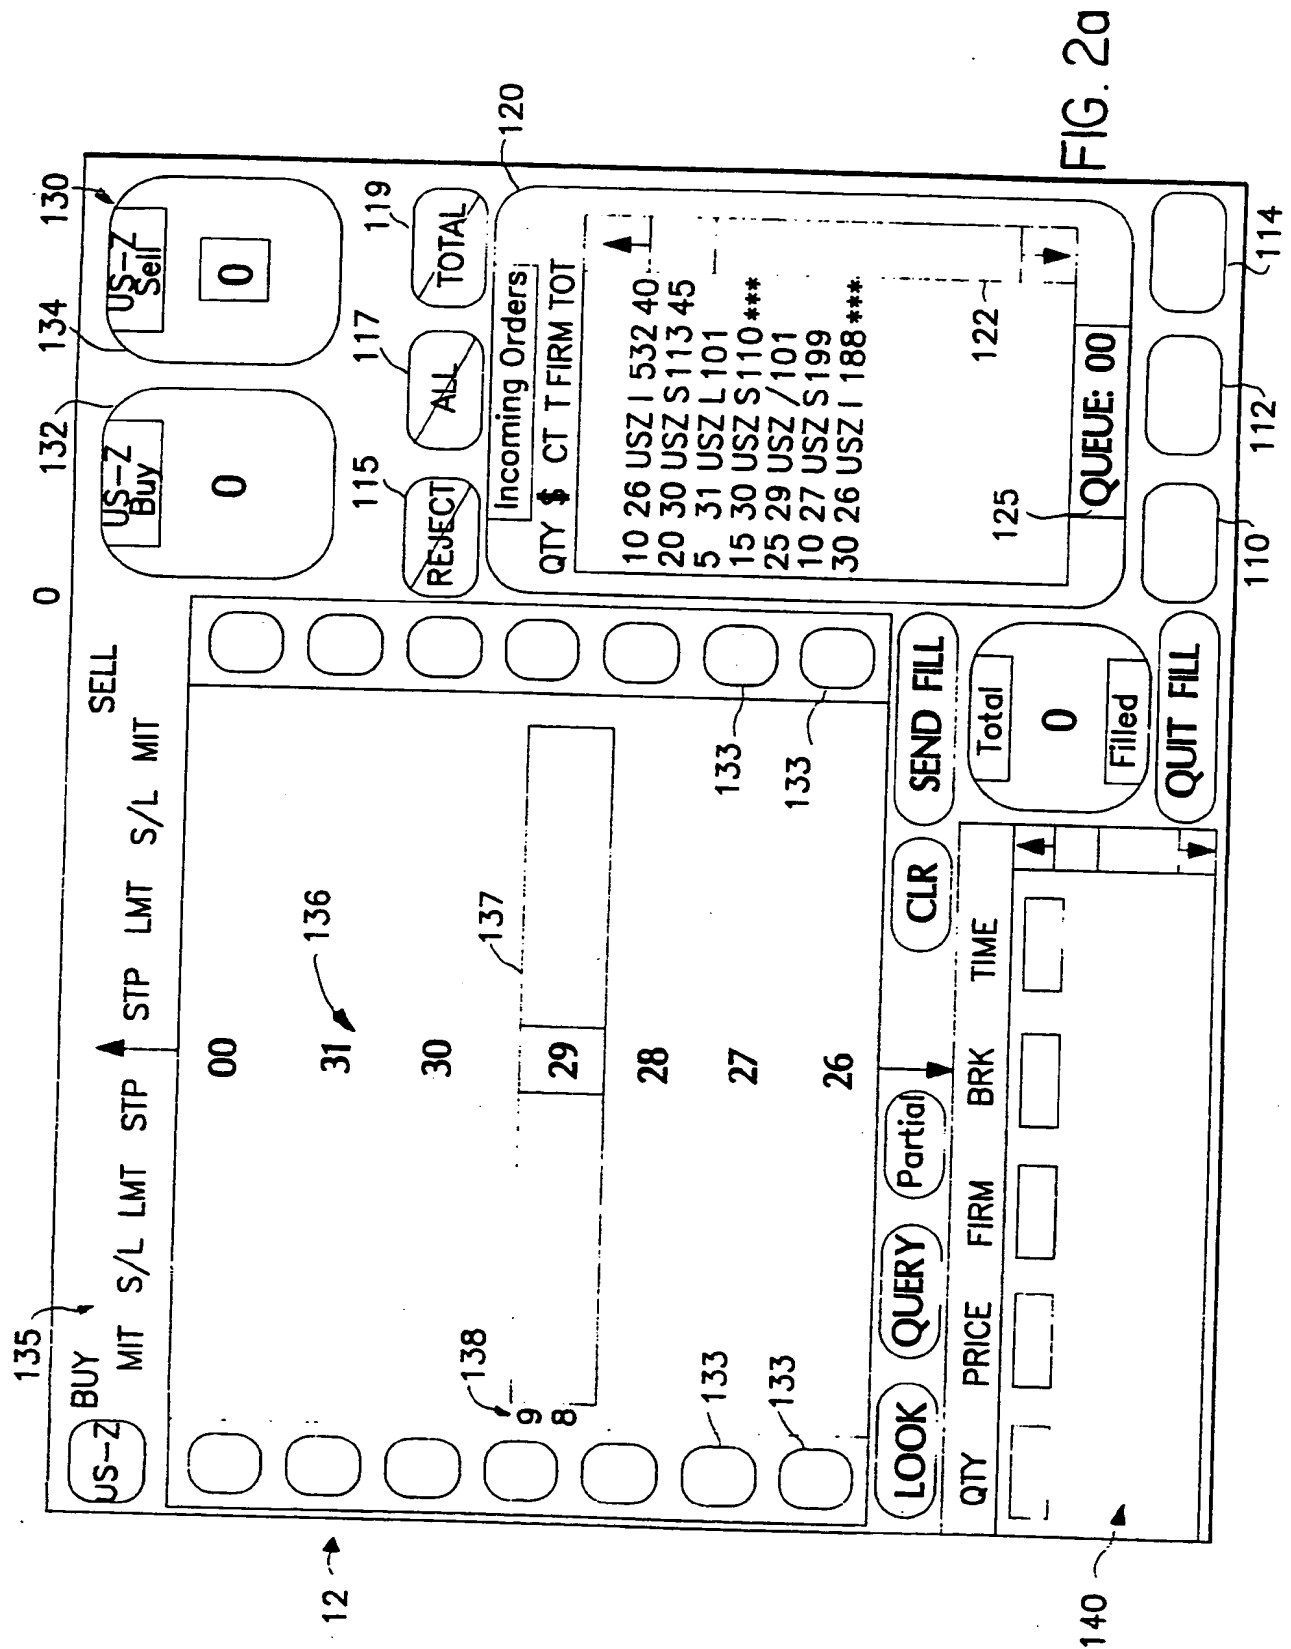 135
0
132
134
130
US-Z
BUY
SELL
US-Z
Buy
0
US-Z
Sell
0
MIT S/L LMT STP STP LMT S/L MIT
115
117
119
REJECT
ALL
TOTAL
120
12
00
31
136
30
138
137
9
8
29
28
27
26
133
133
133
133
Incoming Orders
QTY $ CT T FIRM TOT
10 26 USZ I 532 40
20 30 USZ S 113 45
5 31 USZ L 101
15 30 USZ S 110 ***
25 29 USZ / 101
10 27 USZ S 199
30 26 USZ I 188 ***
122
125
QUEUE: 00
LOOK
QUERY
Partial
CLR
SEND FILL
QTY PRICE FIRM BRK TIME
Total
0
Filled
QUIT FILL
140
110
112
114
FIG. 2a